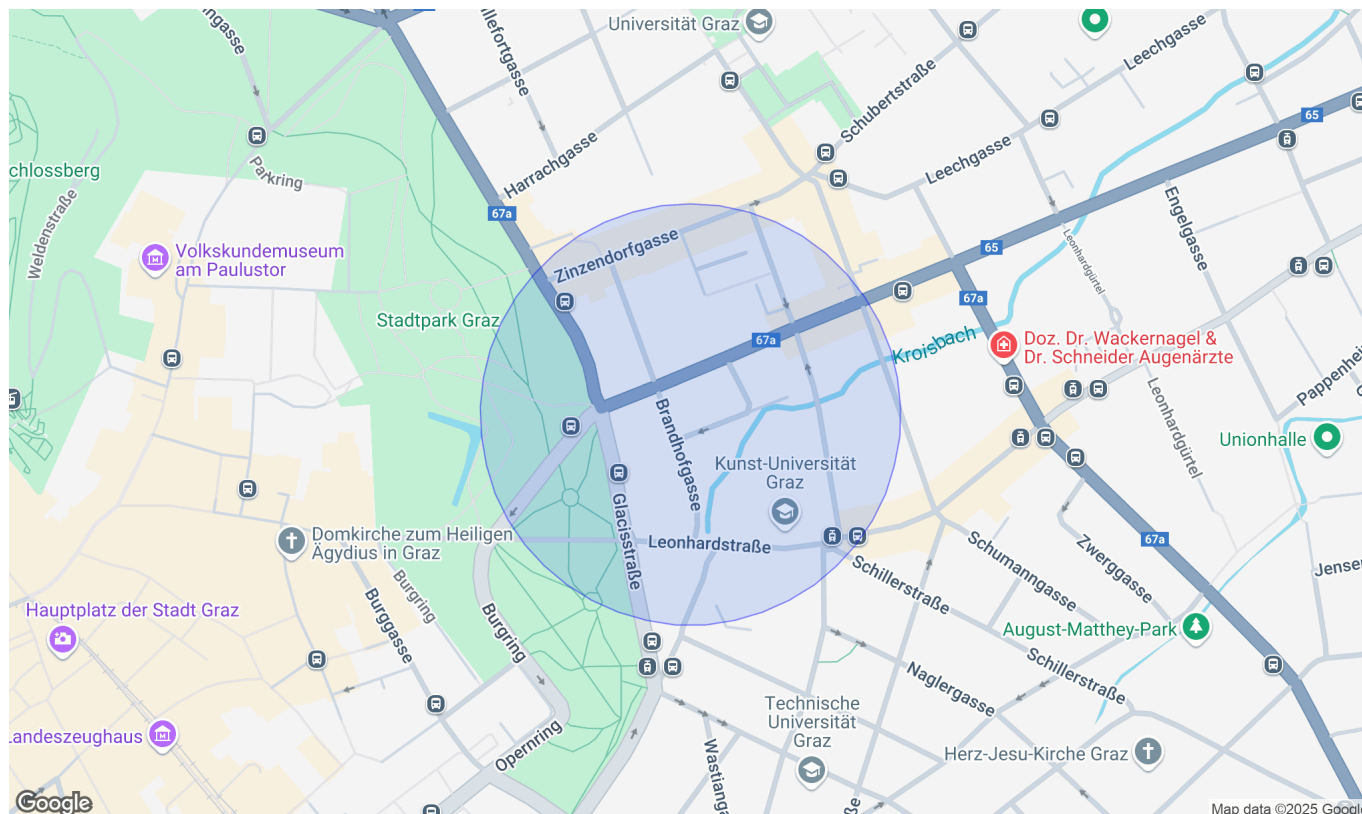 Universität Graz
Leechgasse
Schubertstraße
65
Harrachgasse
Leechgasse
chlossberg
Parkring
67a
Weldenstraße
Engelgasse
Leonhardgürtel
Zinzendorfgasse
65
Volkskundemuseum
am Paulustor
67a
Stadtpark Graz
67a
Kroisbach
Doz. Dr. Wackernagel &
Dr. Schneider Augenärzte
Pappenhei
Leonhardgürtel
Brandhofgasse
Unionhalle
Kunst-Universität
Graz
Glacisstraße
Domkirche zum Heiligen
Ägydius in Graz
Leonhardstraße
67a
Schumanngasse
Zwerggasse
Schillerstraße
Jensen
Burgring
Burggasse
Hauptplatz der Stadt Graz
Burgring
August-Matthey-Park
Schillerstraße
Naglergasse
Technische
Universität
Graz
Landeszeughaus
Opernring
Herz-Jesu-Kirche Graz
Google
Map data ©2025 Google